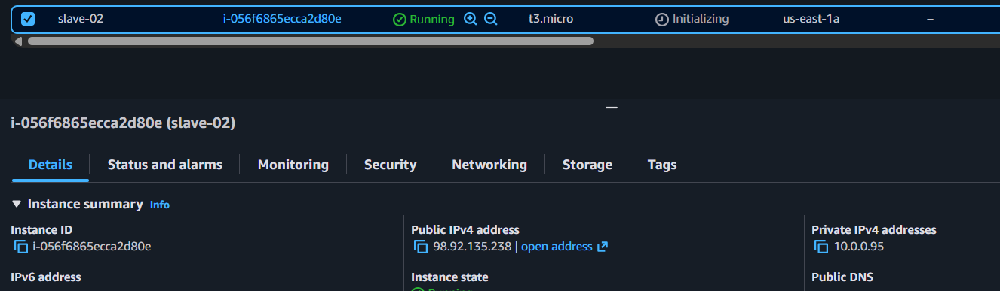 slave-02 i-056f6865ecca2d80e Running t3.micro Initializing us-east-1a –
i-056f6865ecca2d80e (slave-02)
Details Status and alarms Monitoring Security Networking Storage Tags
Instance summary Info
Instance ID Public IPv4 address Private IPv4 addresses
i-056f6865ecca2d80e 98.92.135.238 | open address 10.0.0.95
IPv6 address Instance state Public DNS